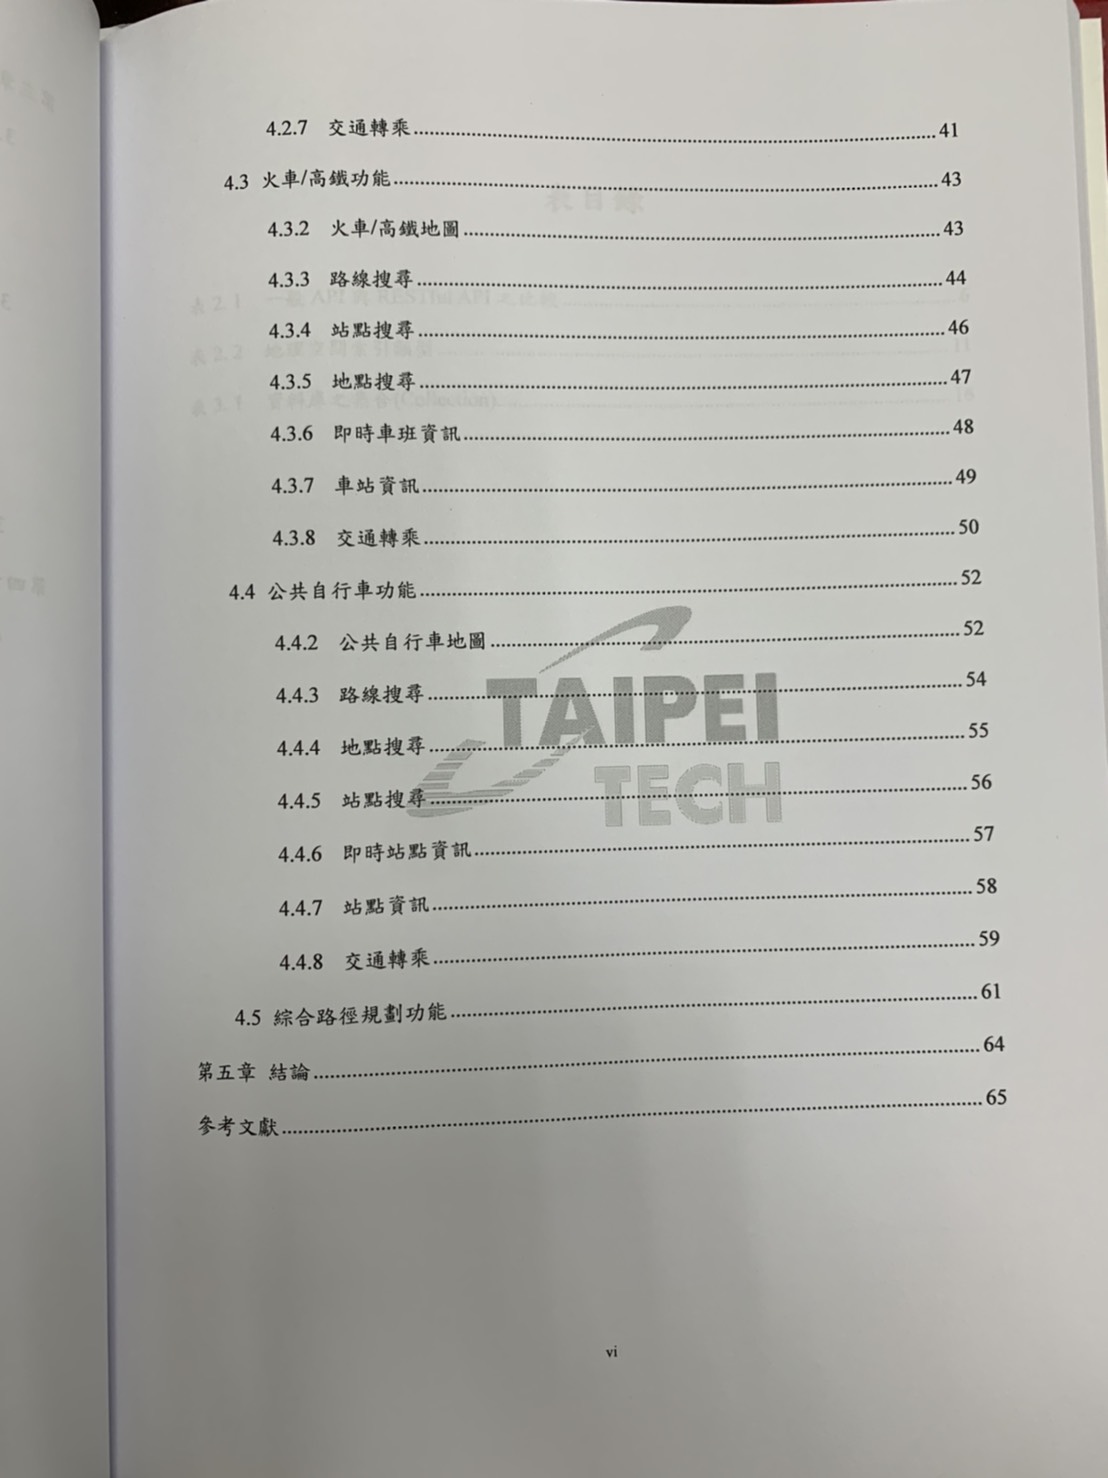 4.2.7 交通轉乘 41
4.3 火車/高鐵功能 43
4.3.2 火車/高鐵地圖 43
4.3.3 路線搜尋 44
4.3.4 站點搜尋 46
4.3.5 地點搜尋 47
4.3.6 即時車班資訊 48
4.3.7 車站資訊 49
4.3.8 交通轉乘 50
4.4 公共自行車功能 52
4.4.2 公共自行車地圖 52
4.4.3 路線搜尋 54
4.4.4 地點搜尋 55
4.4.5 站點搜尋 56
4.4.6 即時站點資訊 57
4.4.7 站點資訊 58
4.4.8 交通轉乘 59
4.5 綜合路徑規劃功能 61
第五章 結論 64
參考文獻 65
TAIPEI
TECH
vi